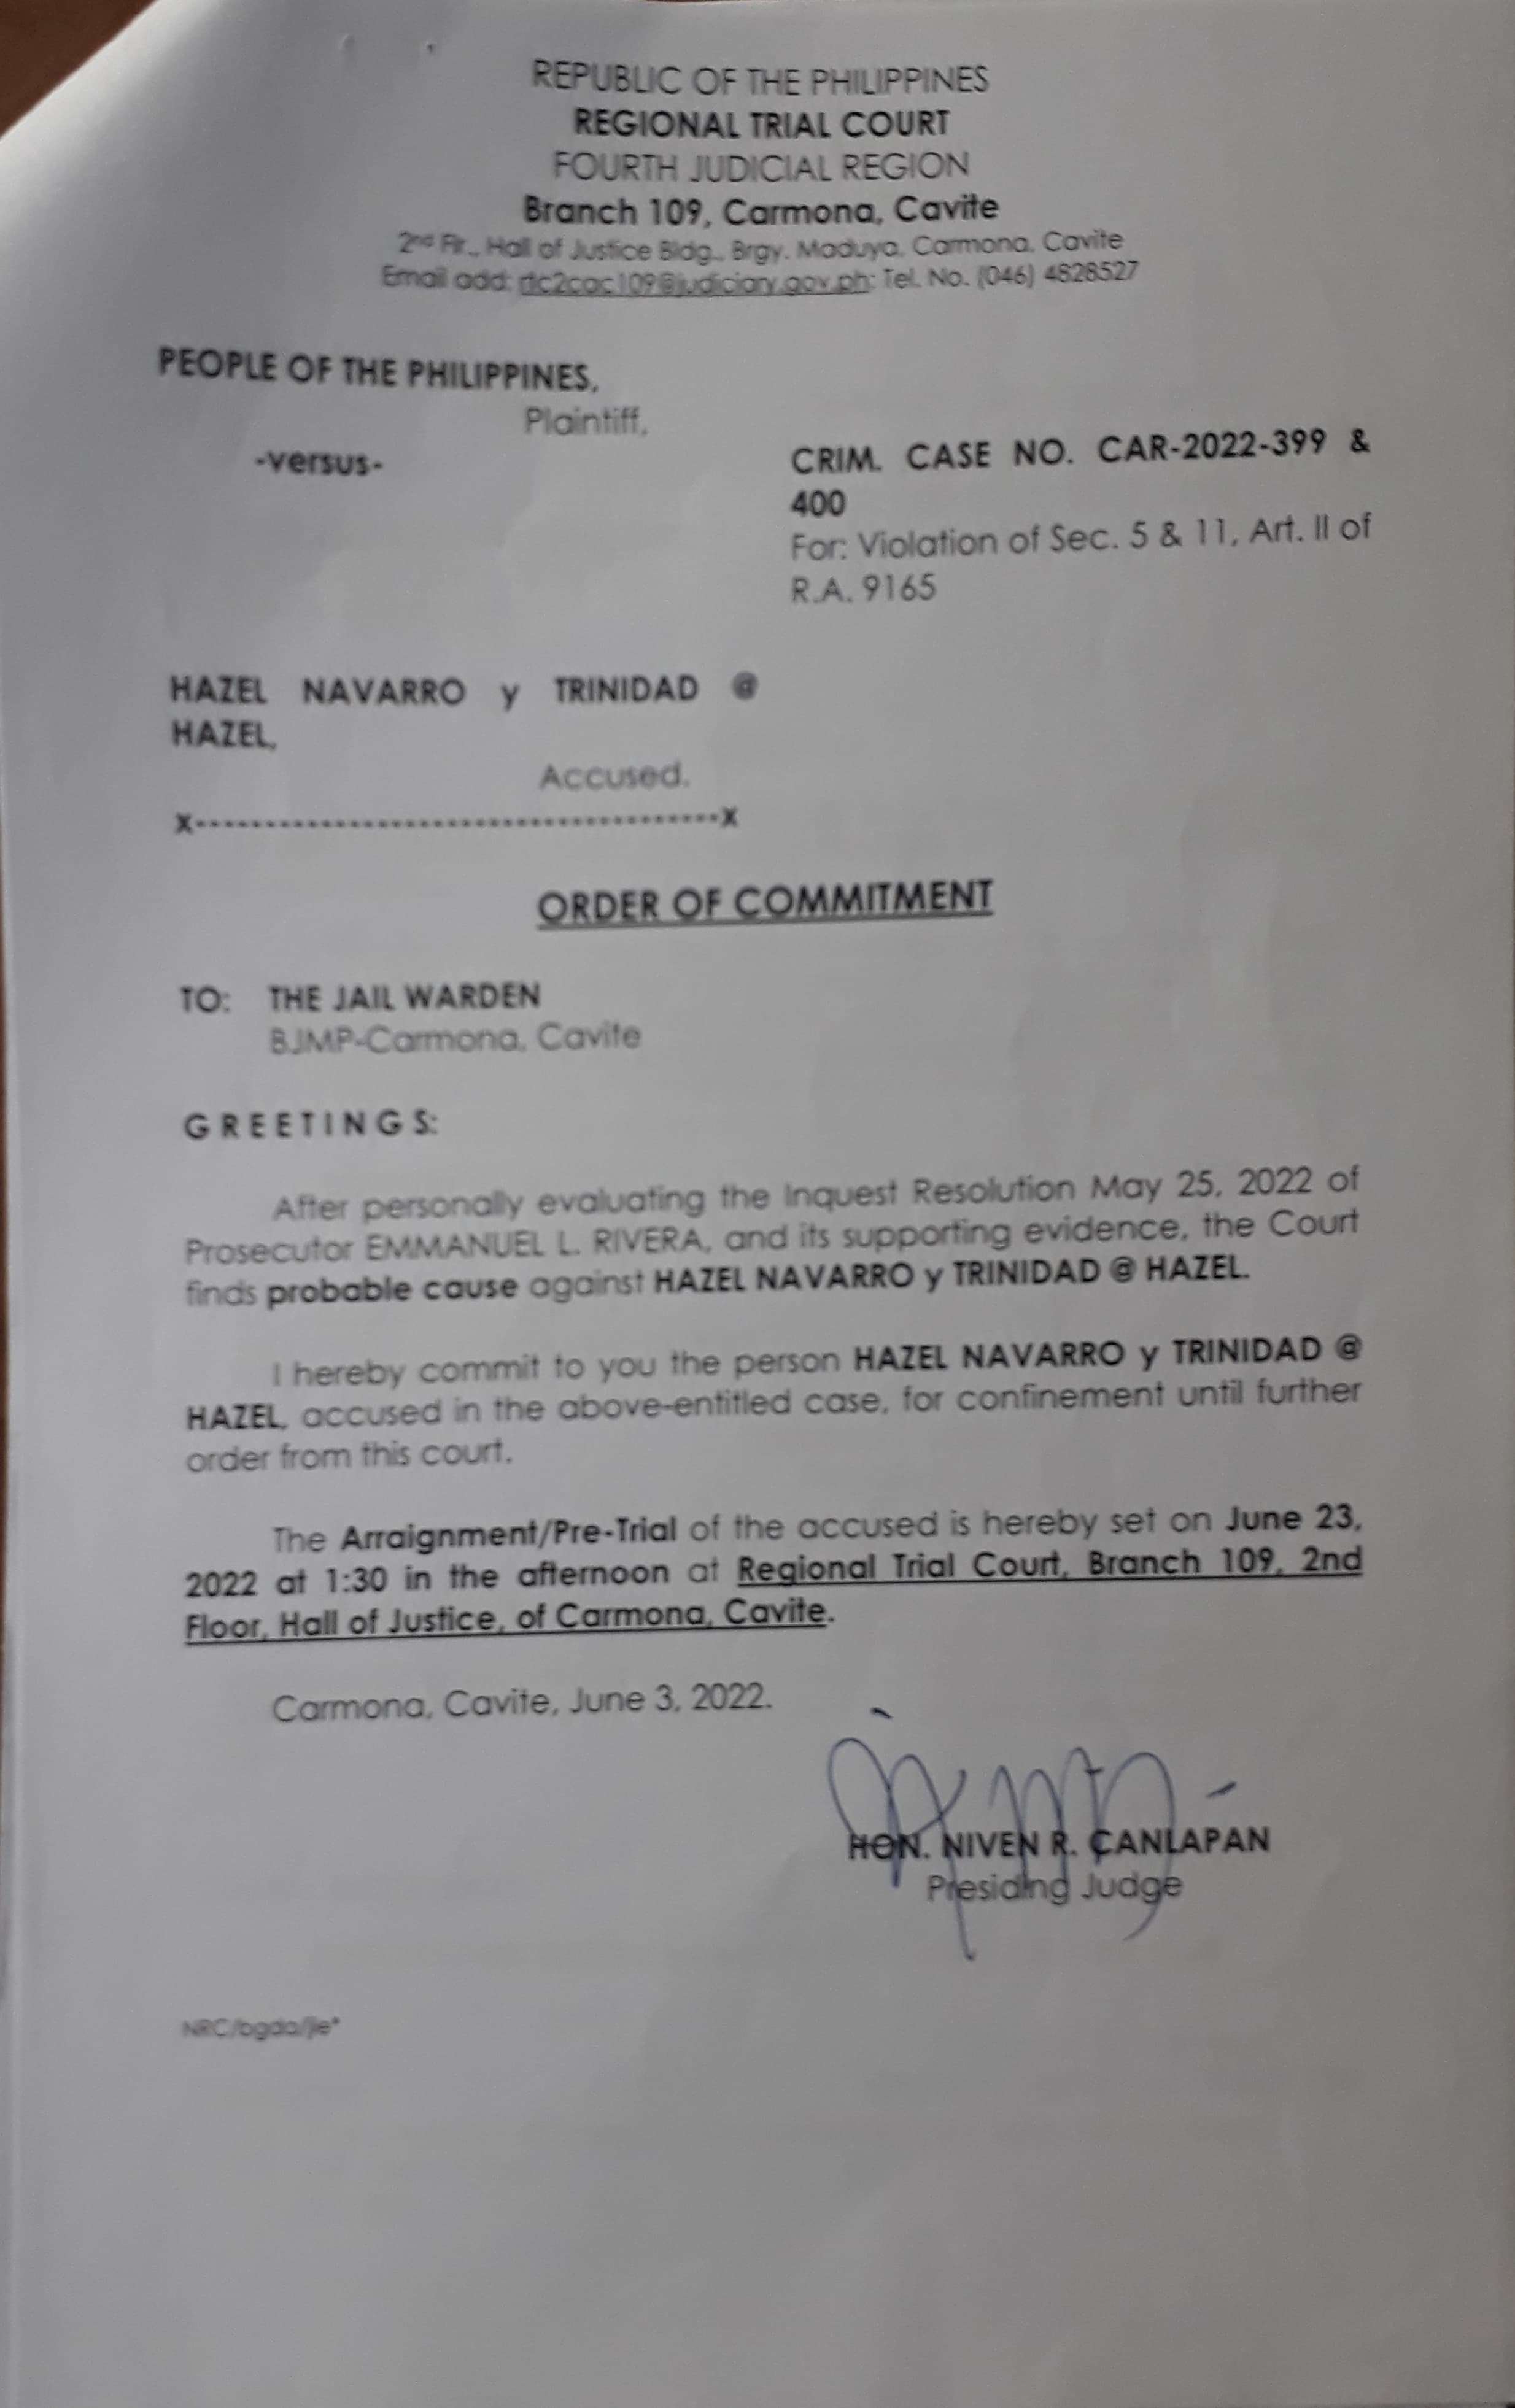 REPUBLIC OF THE PHILIPPINES
REGIONAL TRIAL COURT
FOURTH JUDICIAL REGION
Branch 109, Carmona, Cavite
2nd Flr., Hall of Justice Bldg., Brgy. Maduya, Carmona, Cavite
Email add: rtc2cac109@judiciary.gov.ph; Tel. No. (046) 4828527
PEOPLE OF THE PHILIPPINES,
Plaintiff,
-versus-
CRIM. CASE NO. CAR-2022-399 &
400
For: Violation of Sec. 5 & 11, Art. II of
R.A. 9165
HAZEL NAVARRO y TRINIDAD @
HAZEL,
Accused.
X--------------------------------------X
ORDER OF COMMITMENT
TO: THE JAIL WARDEN
BJMP-Carmona, Cavite
G R E E T I N G S:
After personally evaluating the Inquest Resolution May 25, 2022 of
Prosecutor EMMANUEL L. RIVERA, and its supporting evidence, the Court
finds probable cause against HAZEL NAVARRO y TRINIDAD @ HAZEL.
I hereby commit to you the person HAZEL NAVARRO y TRINIDAD @
HAZEL, accused in the above-entitled case, for confinement until further
order from this court.
The Arraignment/Pre-Trial of the accused is hereby set on June 23,
2022 at 1:30 in the afternoon at Regional Trial Court, Branch 109, 2nd
Floor, Hall of Justice, of Carmona, Cavite.
Carmona, Cavite, June 3, 2022.
HON. NIVEN R. CANLAPAN
Presiding Judge